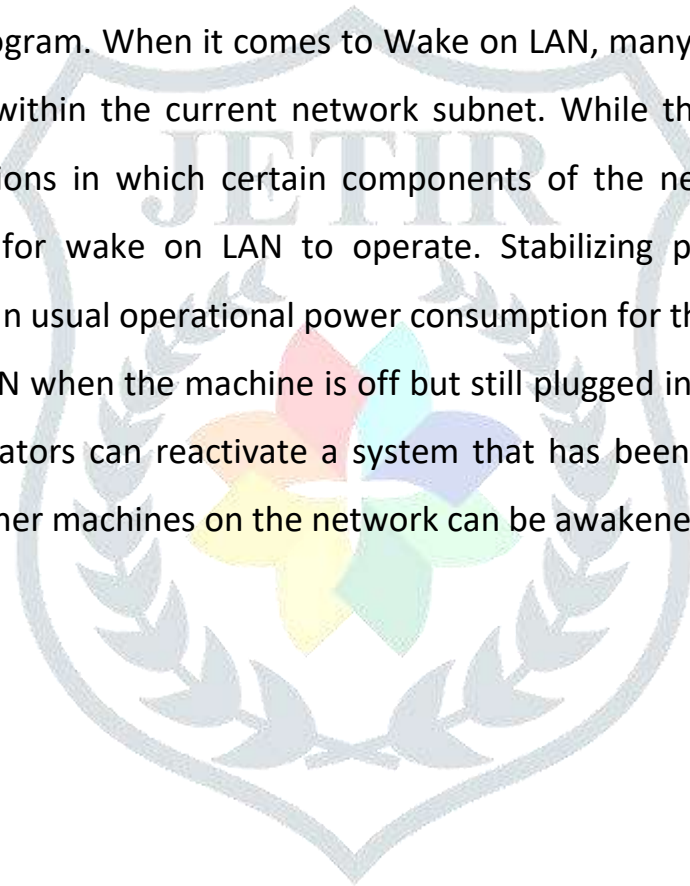 ogram. When it comes to Wake on LAN, many
within the current network subnet. While th
ions in which certain components of the ne
for wake on LAN to operate. Stabilizing p
n usual operational power consumption for th
N when the machine is off but still plugged in
ators can reactivate a system that has been
ner machines on the network can be awakene
JETIR